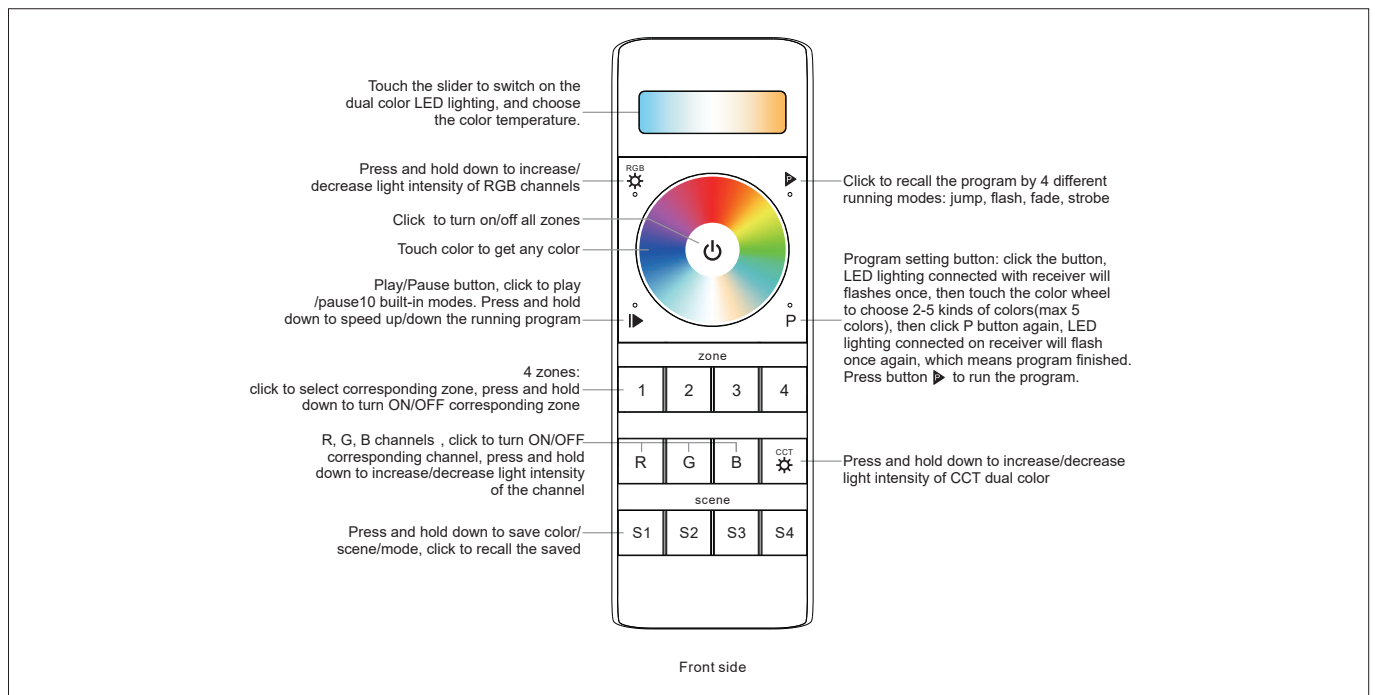 Touch the slider to switch on the
dual color LED lighting, and choose
the color temperature.
Press and hold down to increase/
decrease light intensity of RGB channels
Click to turn on/off all zones
Touch color to get any color
Play/Pause button, click to play
/pause10 built-in modes. Press and hold
down to speed up/down the running program
4 zones:
click to select corresponding zone, press and hold
down to turn ON/OFF corresponding zone
R, G, B channels , click to turn ON/OFF
corresponding channel, press and hold
down to increase/decrease light intensity
of the channel
Press and hold down to save color/
scene/mode, click to recall the saved
RGB
P
P
zone
1 2 3 4
R G B CCT
scene
S1 S2 S3 S4
Click to recall the program by 4 different
running modes: jump, flash, fade, strobe
Program setting button: click the button,
LED lighting connected with receiver will
flashes once, then touch the color wheel
to choose 2-5 kinds of colors(max 5
colors), then click P button again, LED
lighting connected on receiver will flash
once again, which means program finished.
Press button P to run the program.
Press and hold down to increase/decrease
light intensity of CCT dual color
Front side